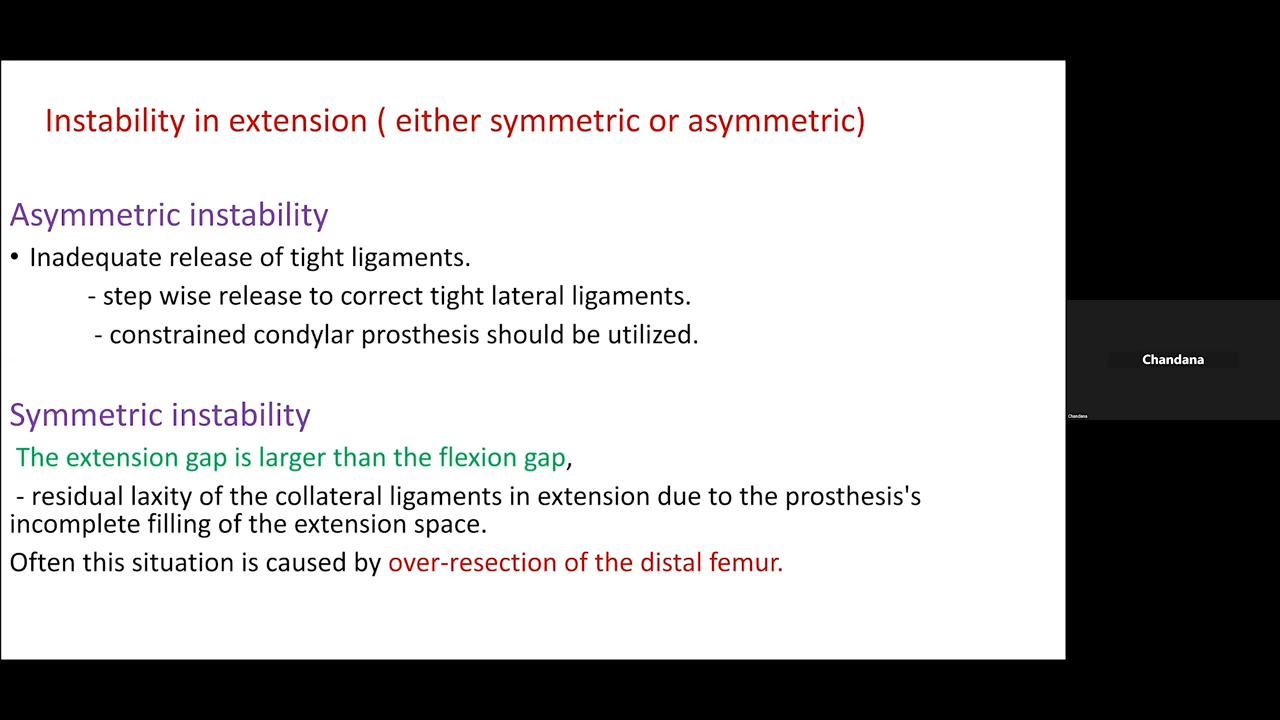 Instability in extension ( either symmetric or asymmetric)
Asymmetric instability
• Inadequate release of tight ligaments.
- step wise release to correct tight lateral ligaments.
- constrained condylar prosthesis should be utilized.
Symmetric instability
The extension gap is larger than the flexion gap,
- residual laxity of the collateral ligaments in extension due to the prosthesis's
incomplete filling of the extension space.
Often this situation is caused by over-resection of the distal femur.
Chandana
Chandana